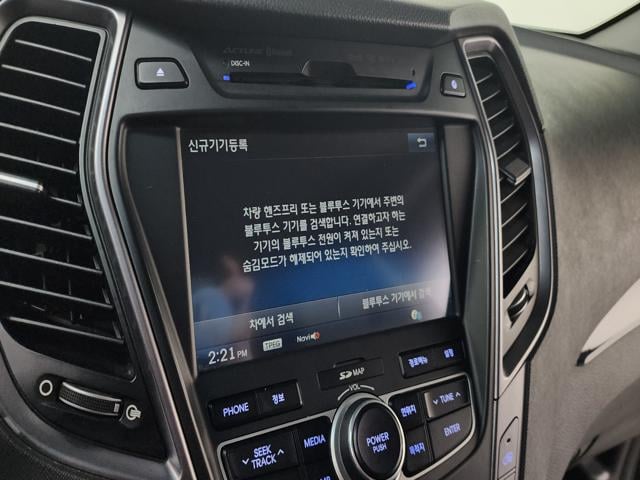 DISC-IN
신규기기등록
차량 핸즈프리 또는 블루투스 기기에서 주변의
블루투스 기기를 검색합니다. 연결하고자 하는
기기의 블루투스 전원이 켜져 있는지 또는
숨김모드가 해제되어 있는지 확인하여 주십시오.
차에서 검색
블루투스 기기에서 검색
2:21 PM
TPEG
Navi
SD MAP
경로메뉴
설정
PHONE
정보
VOL
SEEK
TRACK
MEDIA
POWER
PUSH
TUNE
ENTER